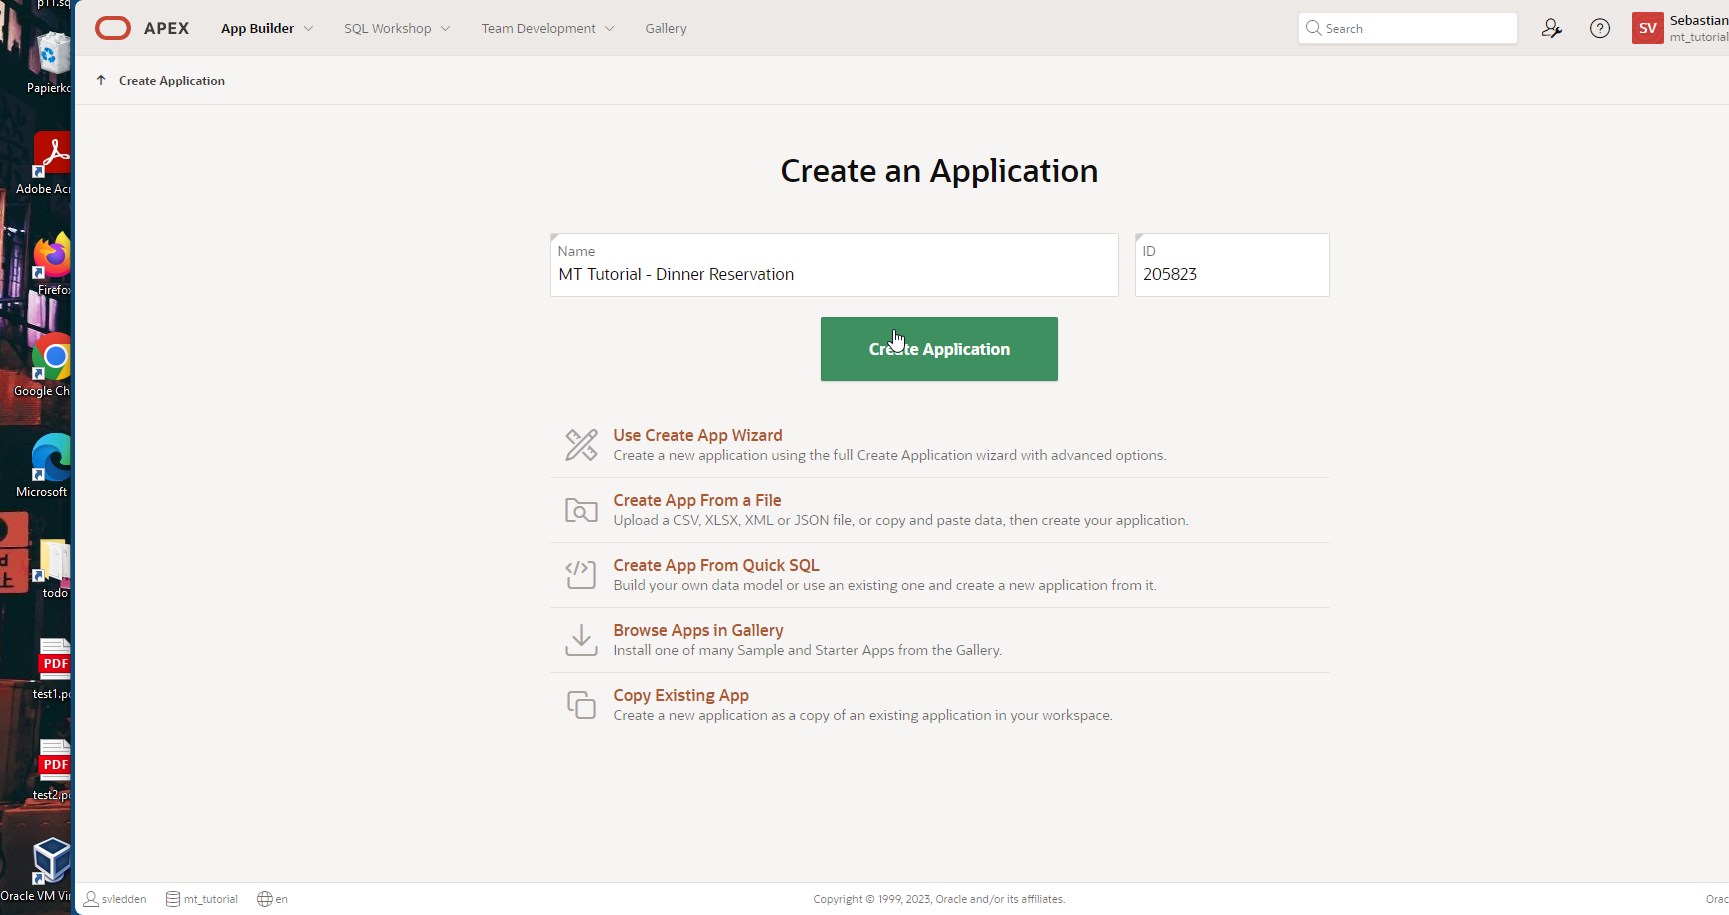 APEX
App Builder
SQL Workshop
Team Development
Gallery
Search
SV
Sebastian
mt_tutorial
Create Application
Create an Application
Name
MT Tutorial - Dinner Reservation
ID
205823
Create Application
Use Create App Wizard
Create a new application using the full Create Application wizard with advanced options.
Create App From a File
Upload a CSV, XLSX, XML or JSON file, or copy and paste data, then create your application.
Create App From Quick SQL
Build your own data model or use an existing one and create a new application from it.
Browse Apps in Gallery
Install one of many Sample and Starter Apps from the Gallery.
Copy Existing App
Create a new application as a copy of an existing application in your workspace.
svledden
mt_tutorial
en
Copyright © 1999, 2023, Oracle and/or its affiliates.
Orac
p11.sq
Papierko
Adobe Acr
Firefox
Google Ch
Microsoft
todo
PDF
test1.p
PDF
test2.p
Oracle VM Vi